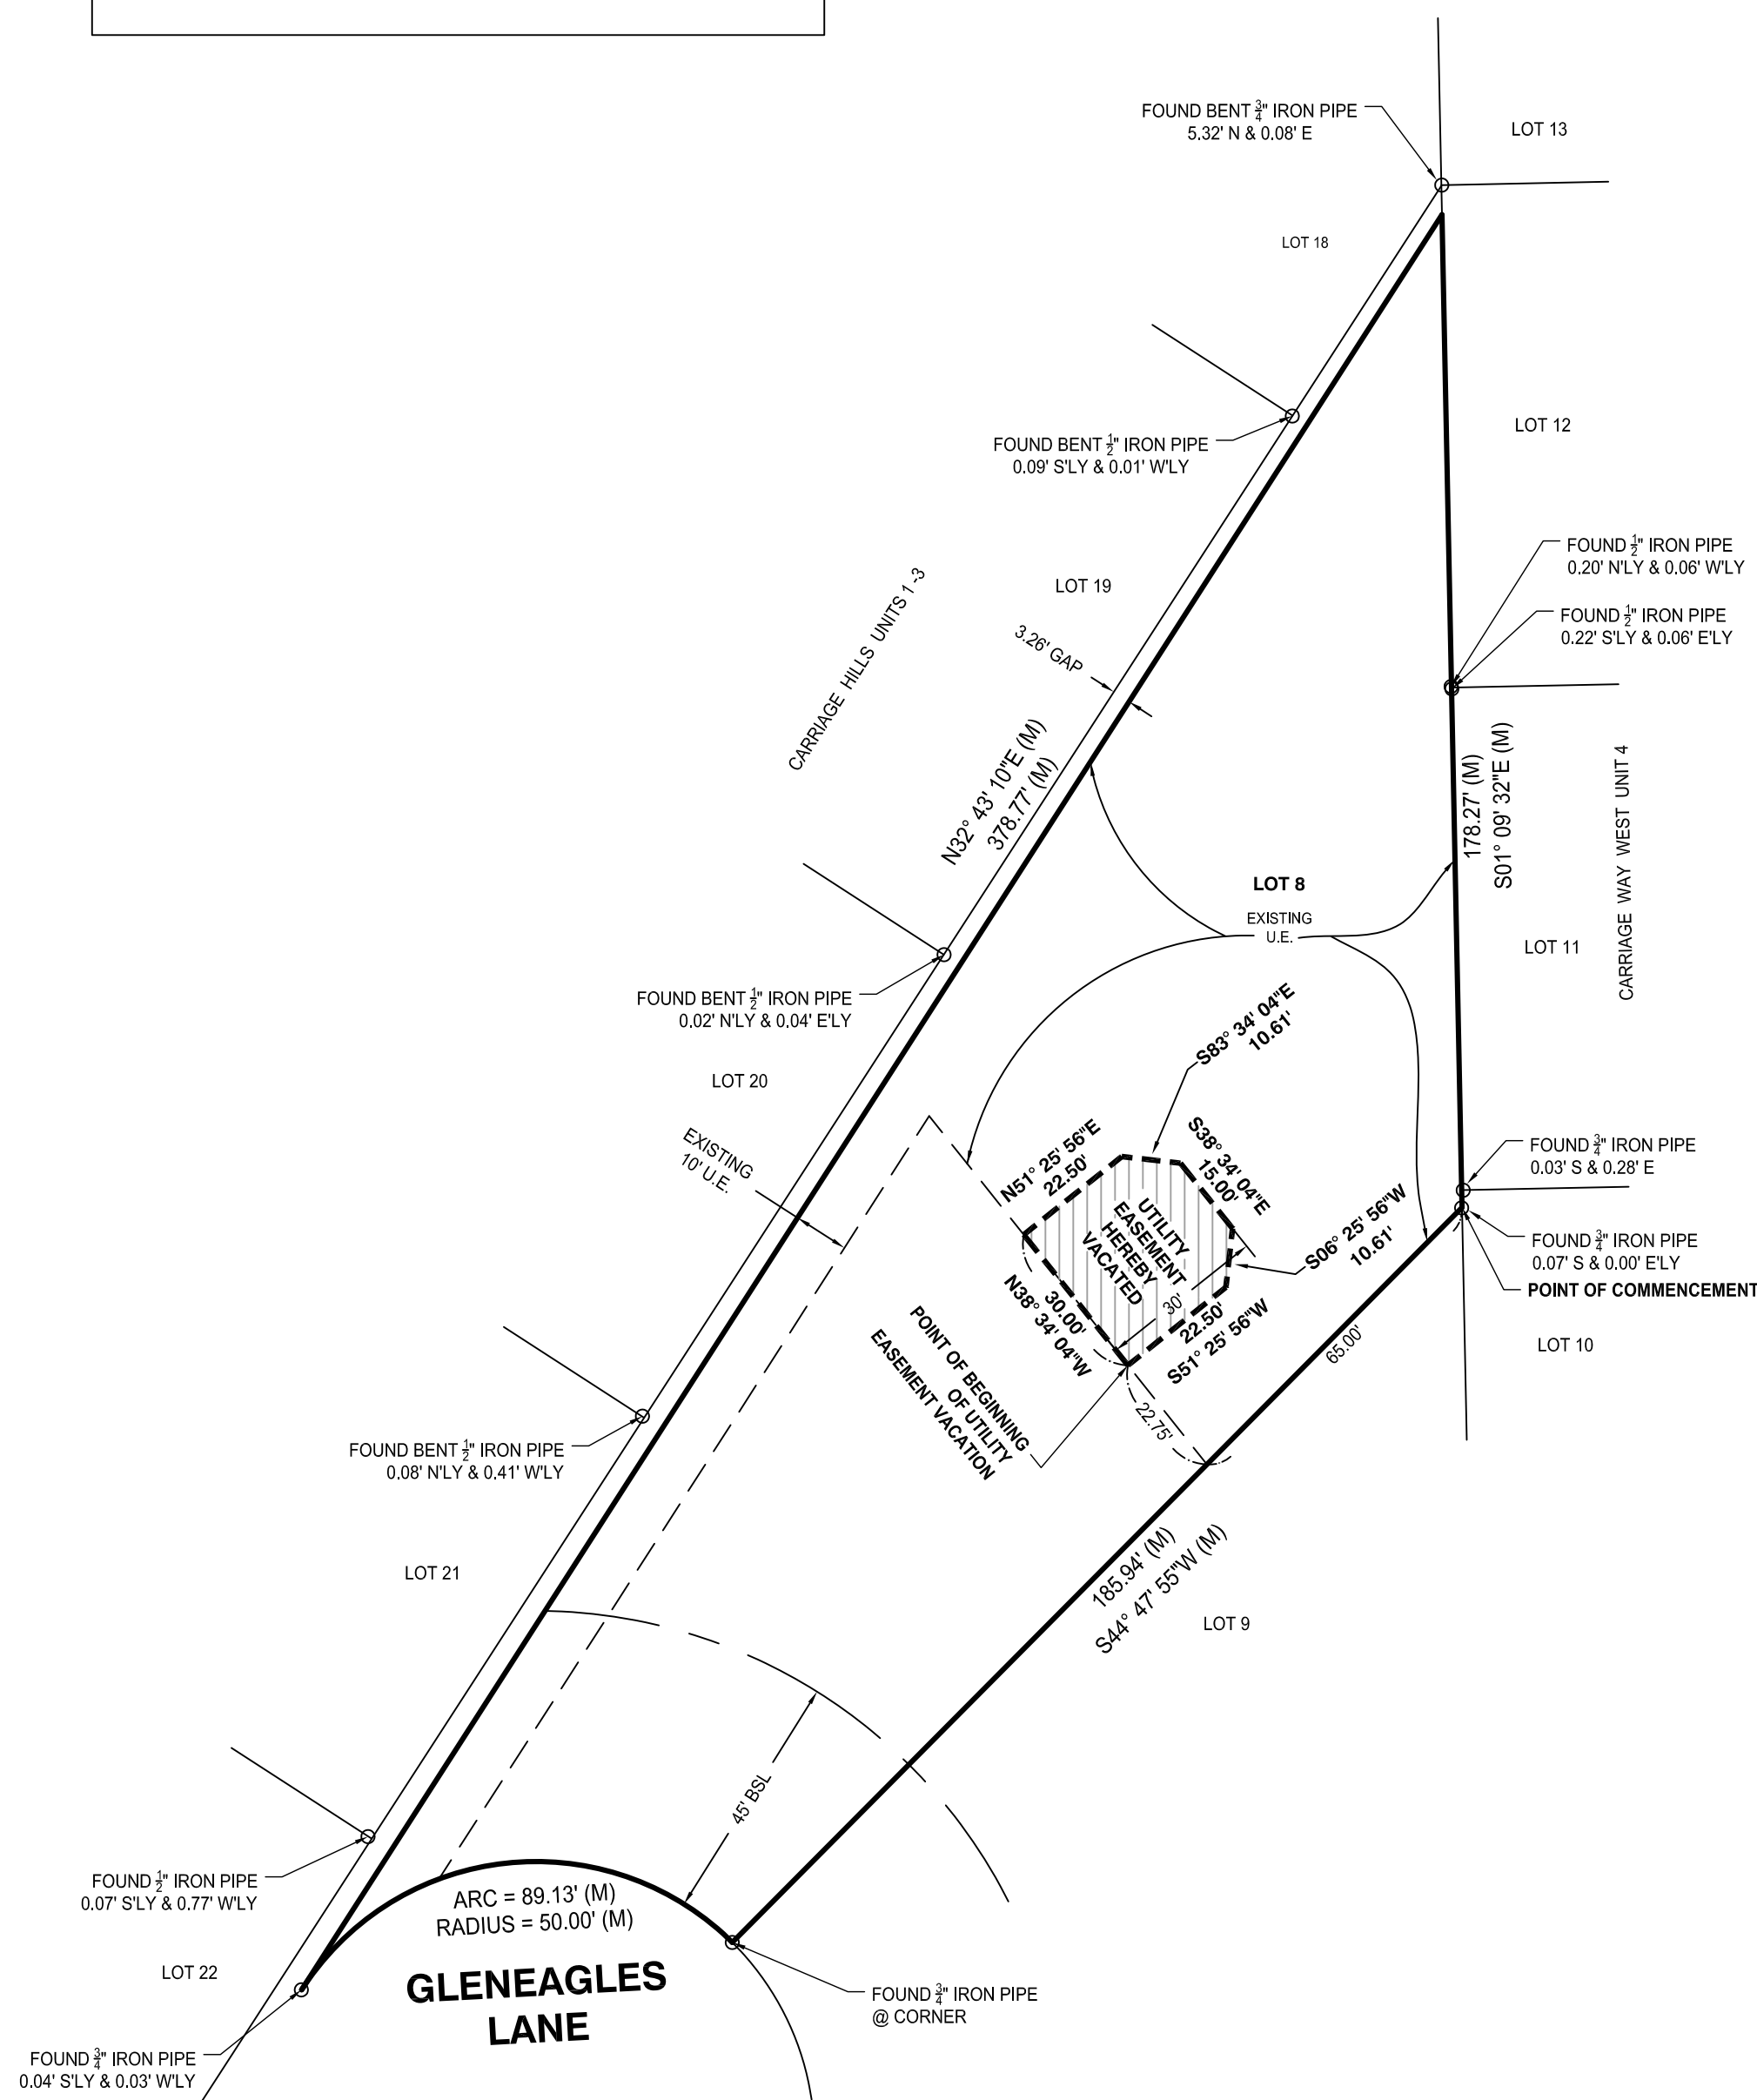 FOUND BENT 3/4" IRON PIPE
5.32' N & 0.08' E
LOT 13
LOT 18
LOT 12
FOUND BENT 1/2" IRON PIPE
0.09' S'LY & 0.01' W'LY
FOUND 1/2" IRON PIPE
0.20' N'LY & 0.06' W'LY
LOT 19
CARRIAGE HILLS UNITS 1 -3
FOUND 1/2" IRON PIPE
0.22' S'LY & 0.06' E'LY
3.26' GAP
N32° 43' 10"E (M)
378.77' (M)
178.27' (M)
S01° 09' 32"E (M)
CARRIAGE WAY WEST UNIT 4
LOT 8
EXISTING
U.E.
LOT 11
FOUND BENT 1/2" IRON PIPE
0.02' N'LY & 0.04' E'LY
S83° 34' 04"E
10.61'
LOT 20
EXISTING
10' U.E.
N51° 25' 56"E
22.50'
S38° 34' 04"E
15.00'
FOUND 3/4" IRON PIPE
0.03' S & 0.28' E
UTILITY
EASEMENT
HEREBY
VACATED
30'
S06° 25' 56"W
10.61'
FOUND 3/4" IRON PIPE
0.07' S & 0.00' E'LY
POINT OF COMMENCEMENT
30.00'
N38° 34' 04"W
22.50'
S51° 25' 56"W
65.00'
LOT 10
POINT OF BEGINNING
OF UTILITY
EASEMENT VACATION
22.75'
FOUND BENT 1/2" IRON PIPE
0.08' N'LY & 0.41' W'LY
LOT 21
185.94' (M)
S44° 47' 55"W (M)
LOT 9
45' BSL
FOUND 1/2" IRON PIPE
0.07' S'LY & 0.77' W'LY
ARC = 89.13' (M)
RADIUS = 50.00' (M)
LOT 22
GLENEAGLES
LANE
FOUND 3/4" IRON PIPE
@ CORNER
FOUND 3/4" IRON PIPE
0.04' S'LY & 0.03' W'LY